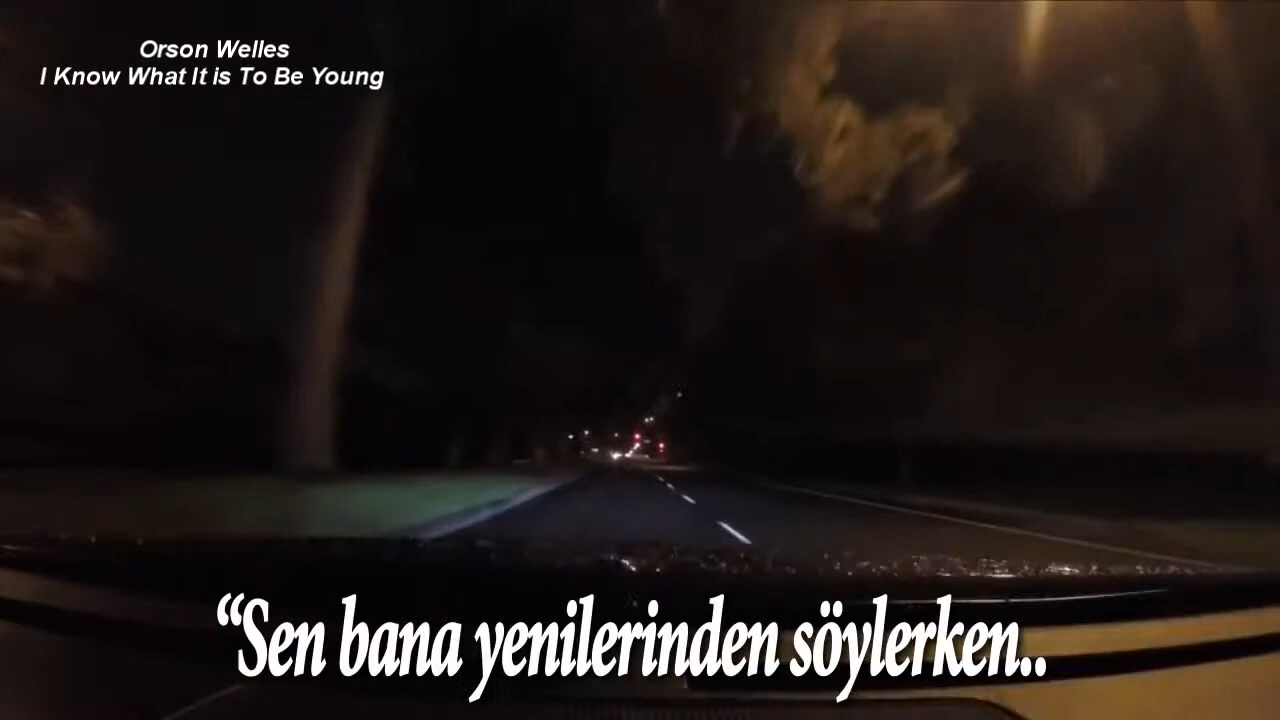 Orson Welles
I Know What It is To Be Young
“Sen bana yenilerinden söylerken..